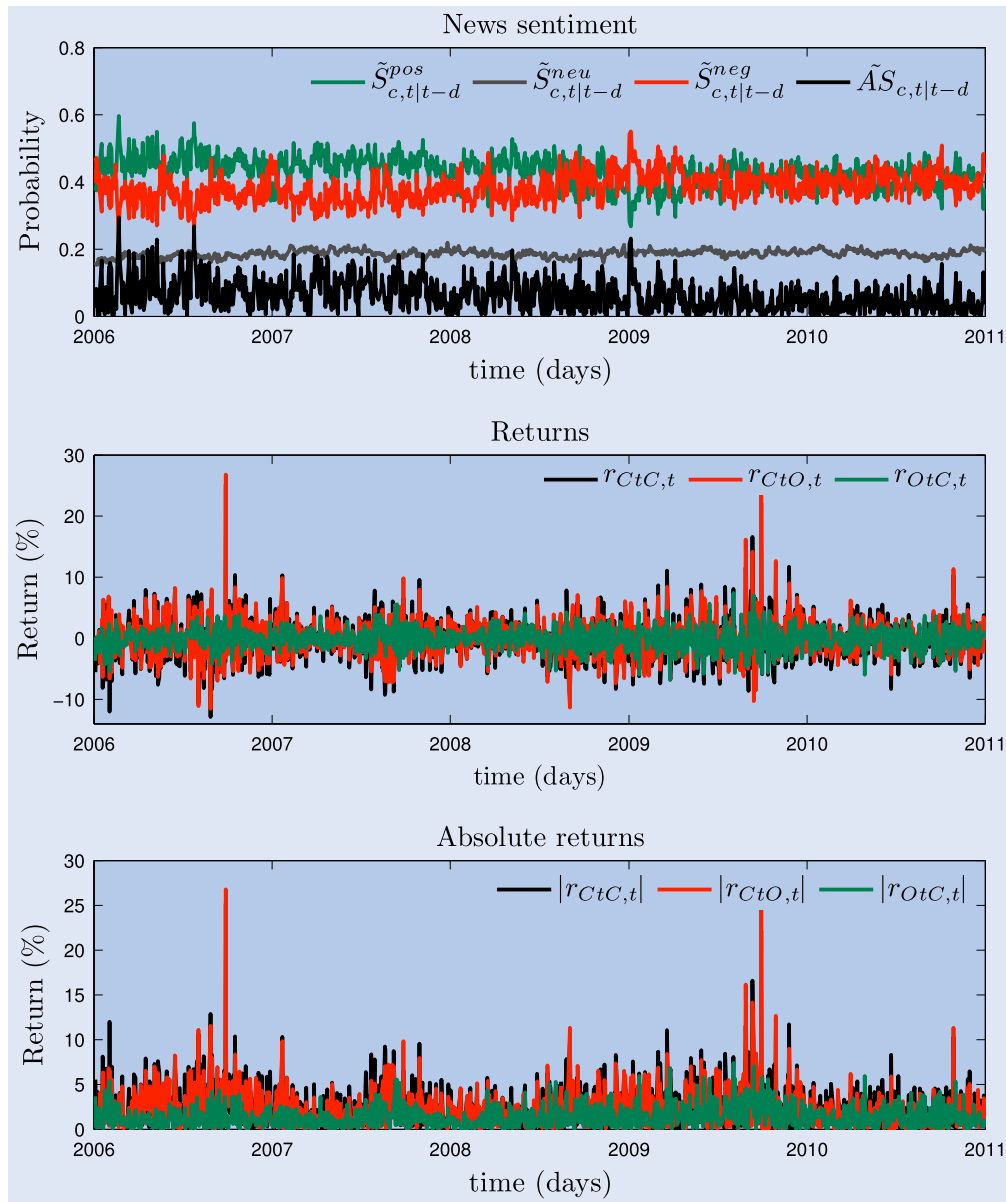 News sentiment
0.8
0.6
0.4
0.2
0
Probability
S̃^{pos}_{c,t|t−d} S̃^{neu}_{c,t|t−d} S̃^{neg}_{c,t|t−d} ÃS_{c,t|t−d}
2006 2007 2008 2009 2010 2011
time (days)
Returns
30
20
10
0
−10
Return (%)
r_{CtC,t} r_{CtO,t} r_{OtC,t}
2006 2007 2008 2009 2010 2011
time (days)
Absolute returns
30
25
20
15
10
5
0
Return (%)
|r_{CtC,t}| |r_{CtO,t}| |r_{OtC,t}|
2006 2007 2008 2009 2010 2011
time (days)